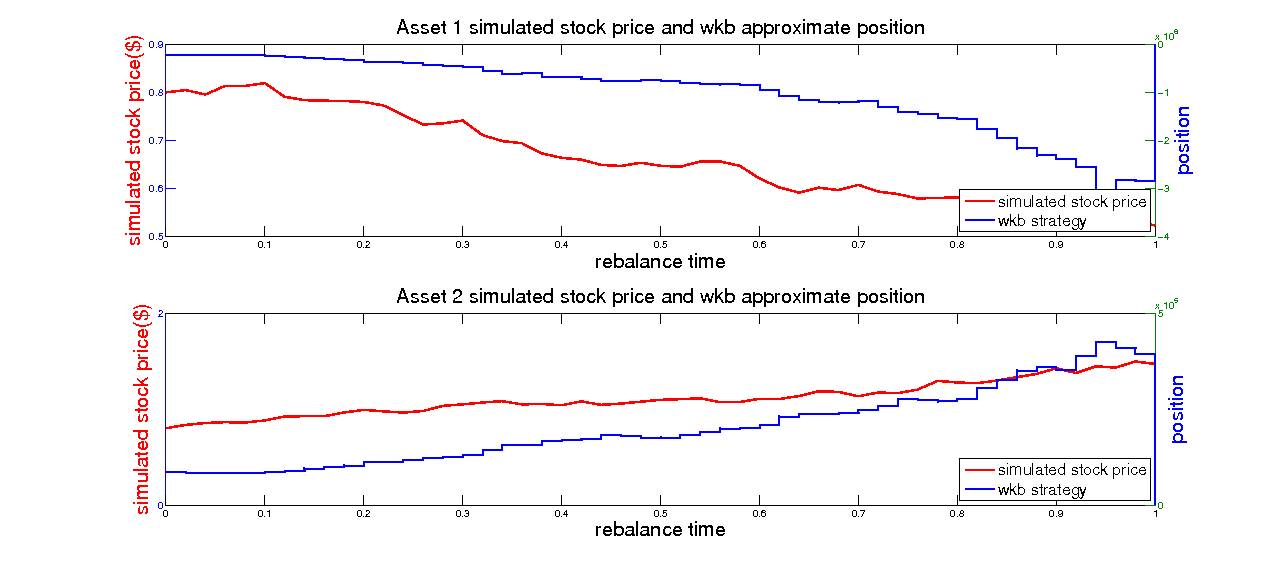 Asset 1 simulated stock price and wkb approximate position
simulated stock price($)
0.9
0.8
0.7
0.6
0.5
0
-1
-2
-3
-4
position
simulated stock price
wkb strategy
0 0.1 0.2 0.3 0.4 0.5 0.6 0.7 0.8 0.9 1
rebalance time
Asset 2 simulated stock price and wkb approximate position
simulated stock price($)
2
0
5
0
position
simulated stock price
wkb strategy
0 0.1 0.2 0.3 0.4 0.5 0.6 0.7 0.8 0.9 1
rebalance time